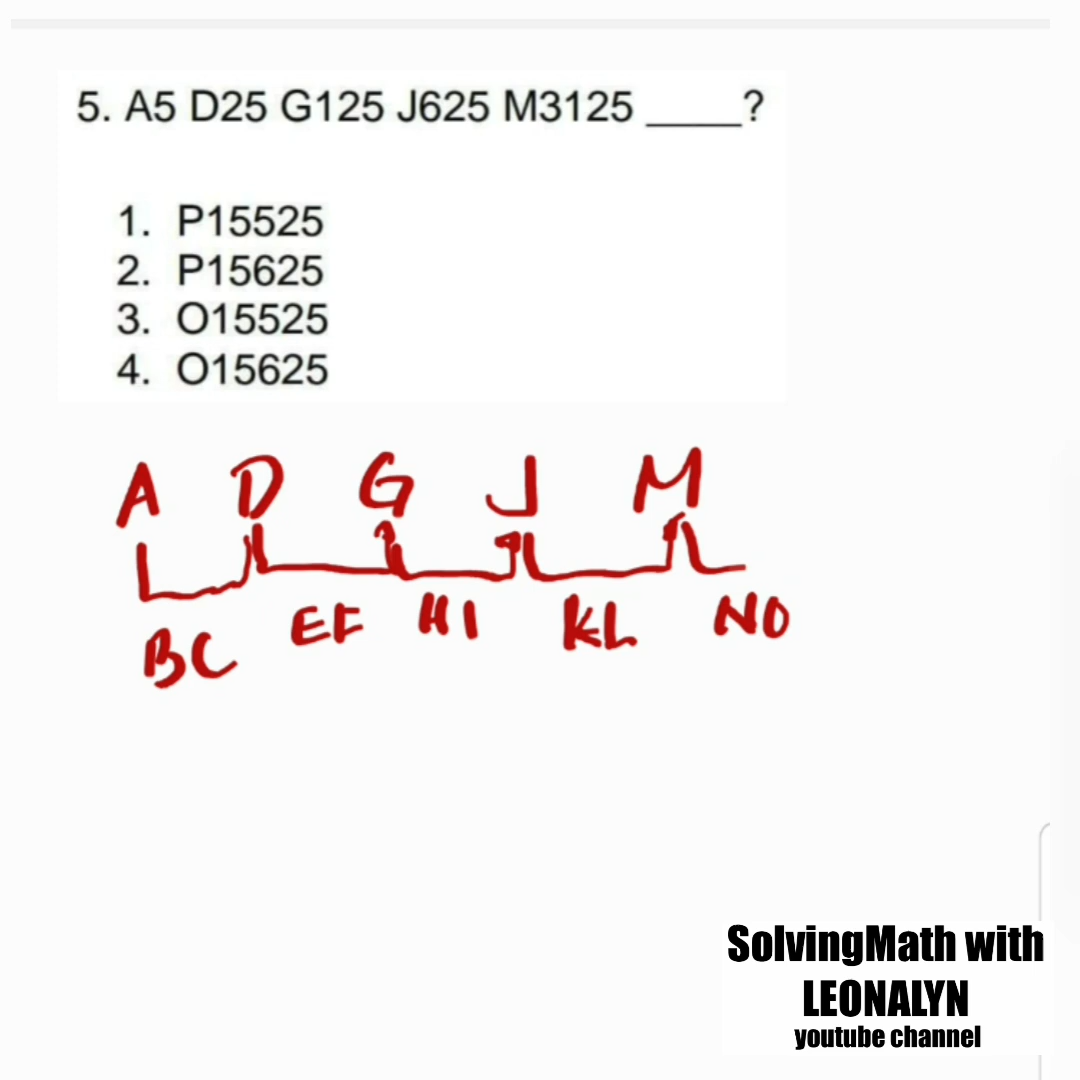 5. A5 D25 G125 J625 M3125 ____?
1. P15525
2. P15625
3. O15525
4. O15625
A D G J M
BC EF HI KL NO
SolvingMath with
LEONALYN
youtube channel